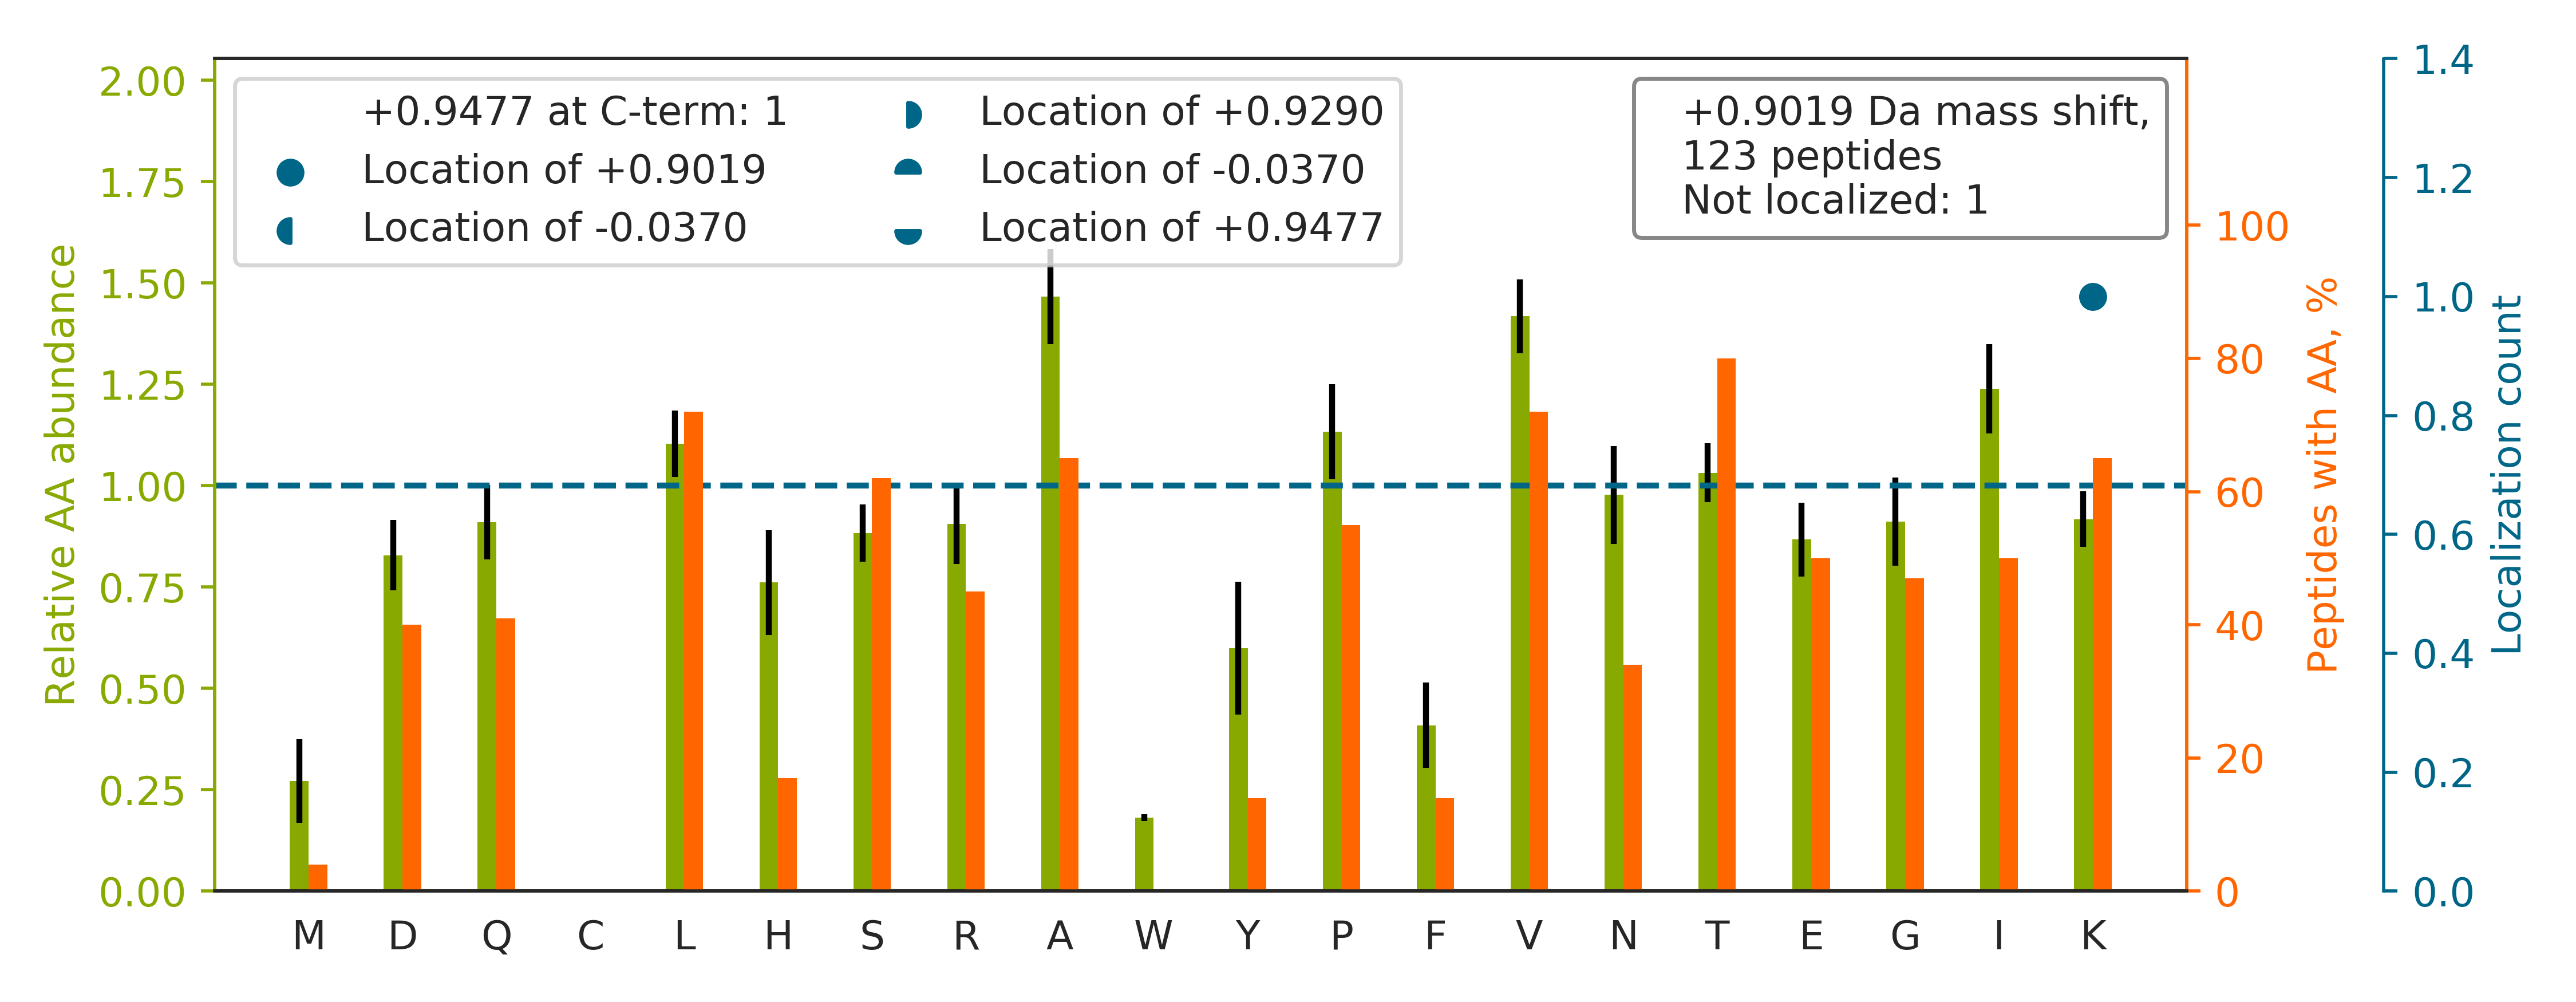 +0.9477 at C-term: 1
Location of +0.9019
Location of -0.0370
Location of +0.9290
Location of -0.0370
Location of +0.9477
+0.9019 Da mass shift,
123 peptides
Not localized: 1
Relative AA abundance
2.00
1.75
1.50
1.25
1.00
0.75
0.50
0.25
0.00
M D Q C L H S R A W Y P F V N T E G I K
100
80
60
40
20
0
Peptides with AA, %
1.4
1.2
1.0
0.8
0.6
0.4
0.2
0.0
Localization count